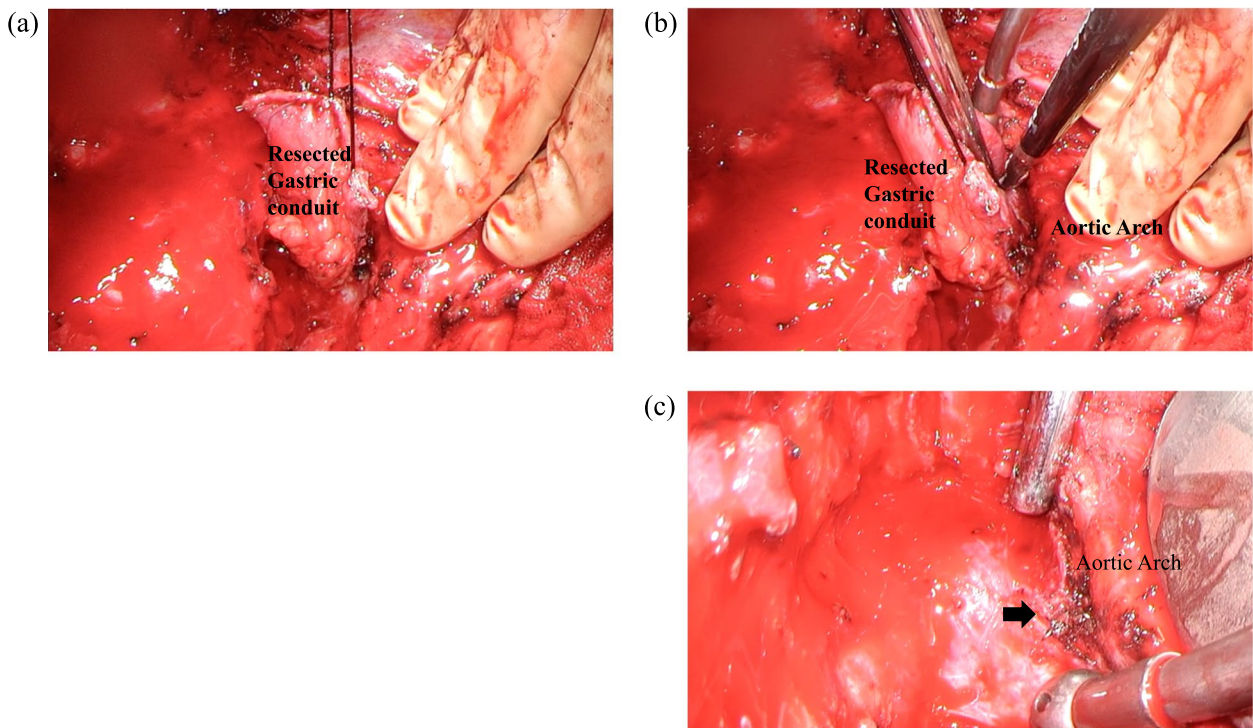 (a)
Resected
Gastric
conduit
(b)
Resected
Gastric
conduit
Aortic Arch
(c)
Aortic Arch